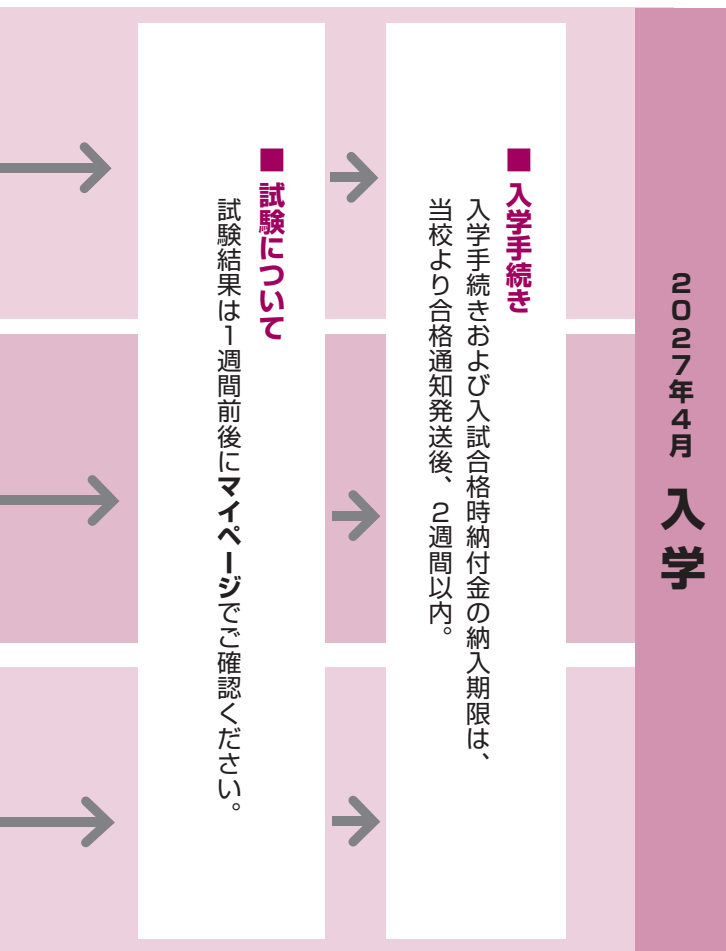 2027年4月 入学
■ 入学手続き
入学手続きおよび入試合格時納付金の納入期限は、
当校より合格通知発送後、2週間以内。
■ 試験について
試験結果は1週間前後にマイページでご確認ください。